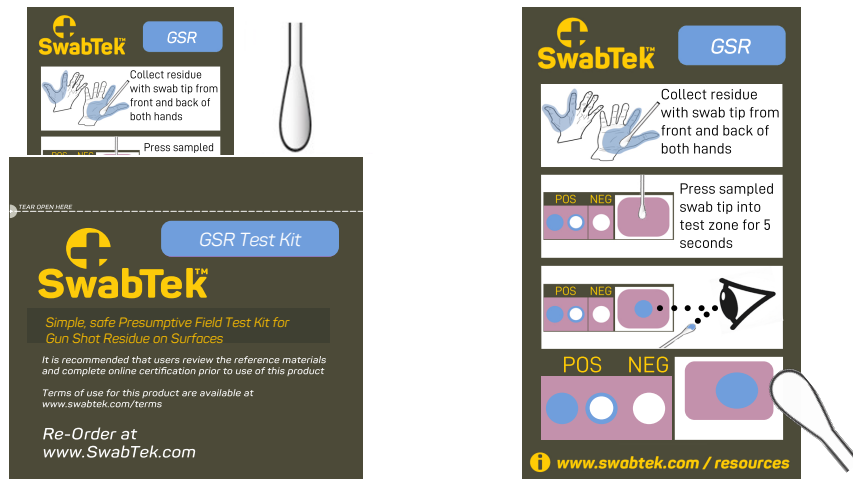 SwabTek™
GSR
Collect residue
with swab tip from
front and back of
both hands
POS NEG
Press sampled
TEAR OPEN HERE
GSR Test Kit
SwabTek™
Simple, safe Presumptive Field Test Kit for
Gun Shot Residue on Surfaces
It is recommended that users review the reference materials
and complete online certification prior to use of this product
Terms of use for this product are available at
www.swabtek.com/terms
Re-Order at
www.SwabTek.com
SwabTek™
GSR
Collect residue
with swab tip from
front and back of
both hands
POS NEG
Press sampled
swab tip into
test zone for 5
seconds
POS NEG
POS NEG
i www.swabtek.com / resources